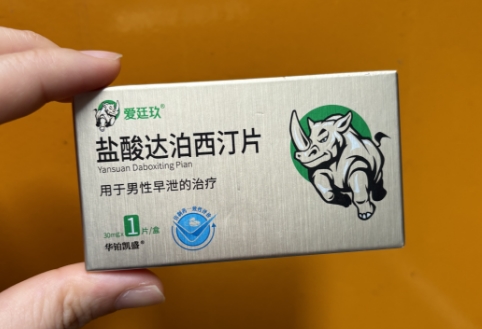 爱廷玖®
盐酸达泊西汀片
Yansuan Daboxiting Pian
用于男性早泄的治疗
30mg×1片/盒
华铂凯盛®